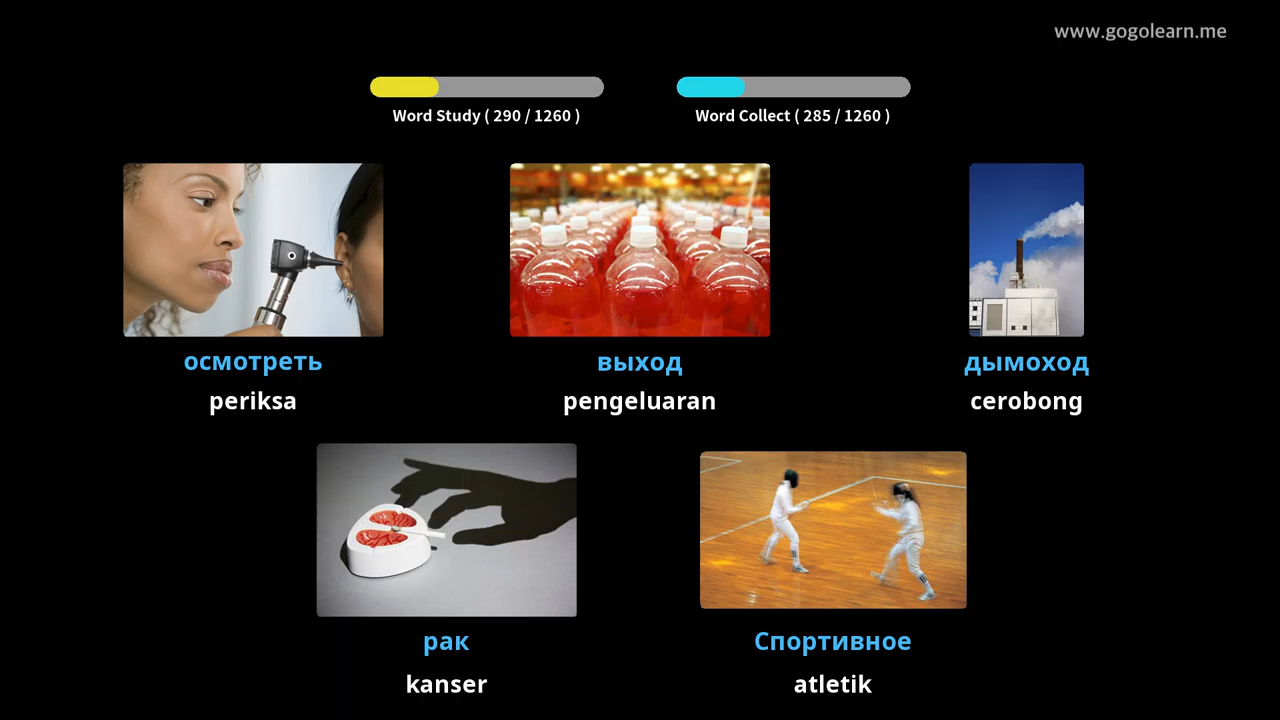 www.gogolearn.me
Word Study ( 290 / 1260 )
Word Collect ( 285 / 1260 )
осмотреть
periksa
выход
pengeluaran
дымоход
cerobong
рак
kanser
Спортивное
atletik